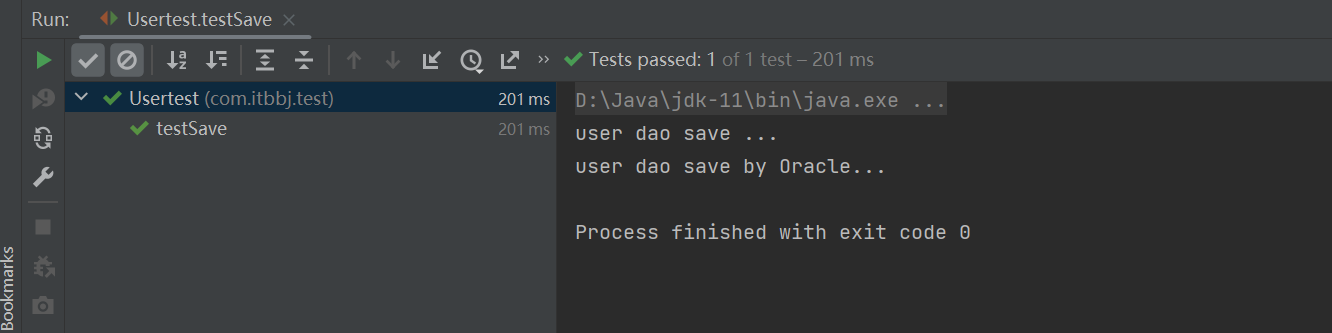 Run: Usertest.testSave
Tests passed: 1 of 1 test – 201 ms
Usertest (com.itbbj.test) 201 ms
testSave 201 ms
D:\Java\jdk-11\bin\java.exe ...
user dao save ...
user dao save by Oracle...
Process finished with exit code 0
Bookmarks